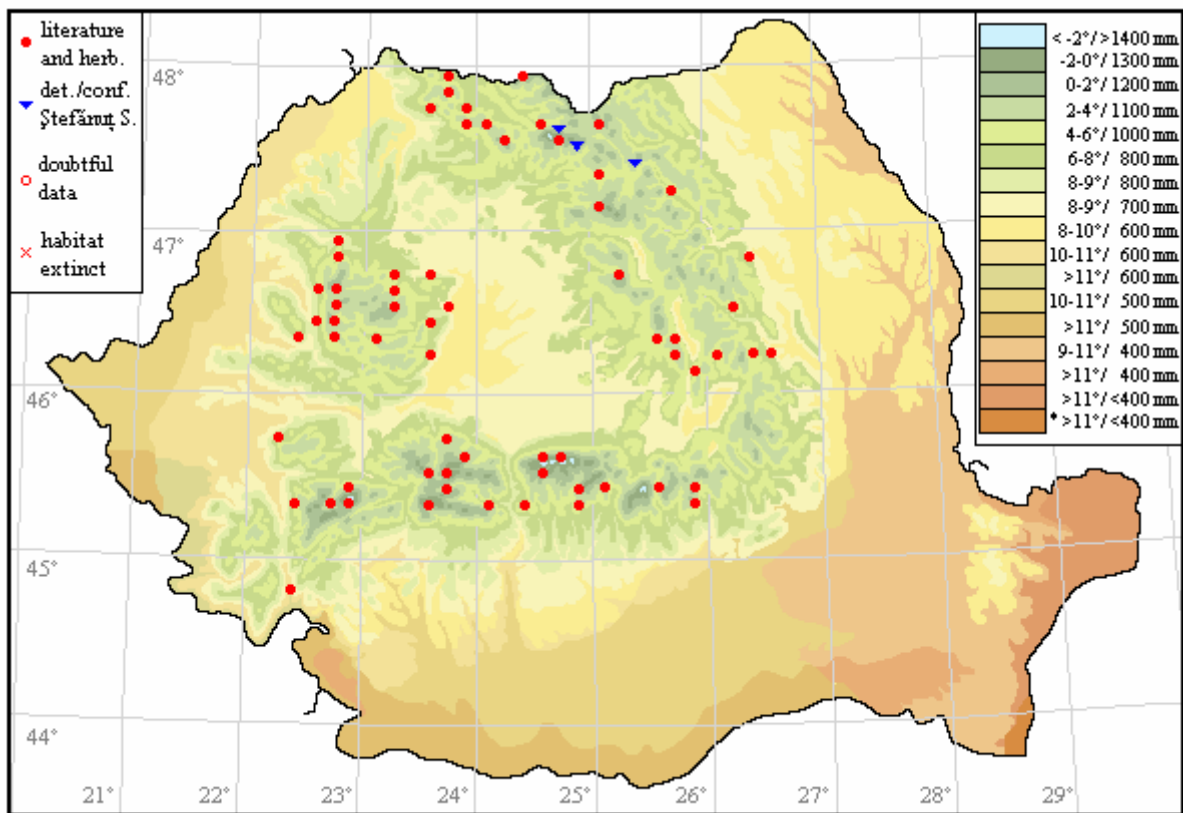 literature
and herb.
det./conf.
Ștefănuț S.
doubtful
data
habitat
extinct
< -2°/>1400 mm
-2-0°/1300 mm
0-2°/1200 mm
2-4°/1100 mm
4-6°/1000 mm
6-8°/ 800 mm
8-9°/ 800 mm
8-9°/ 700 mm
8-10°/ 600 mm
10-11°/ 600 mm
>11°/ 600 mm
10-11°/ 500 mm
>11°/ 500 mm
9-11°/ 400 mm
>11°/ 400 mm
>11°/<400 mm
* >11°/<400 mm
48°
47°
46°
45°
44°
21°
22°
23°
24°
25°
26°
27°
28°
29°